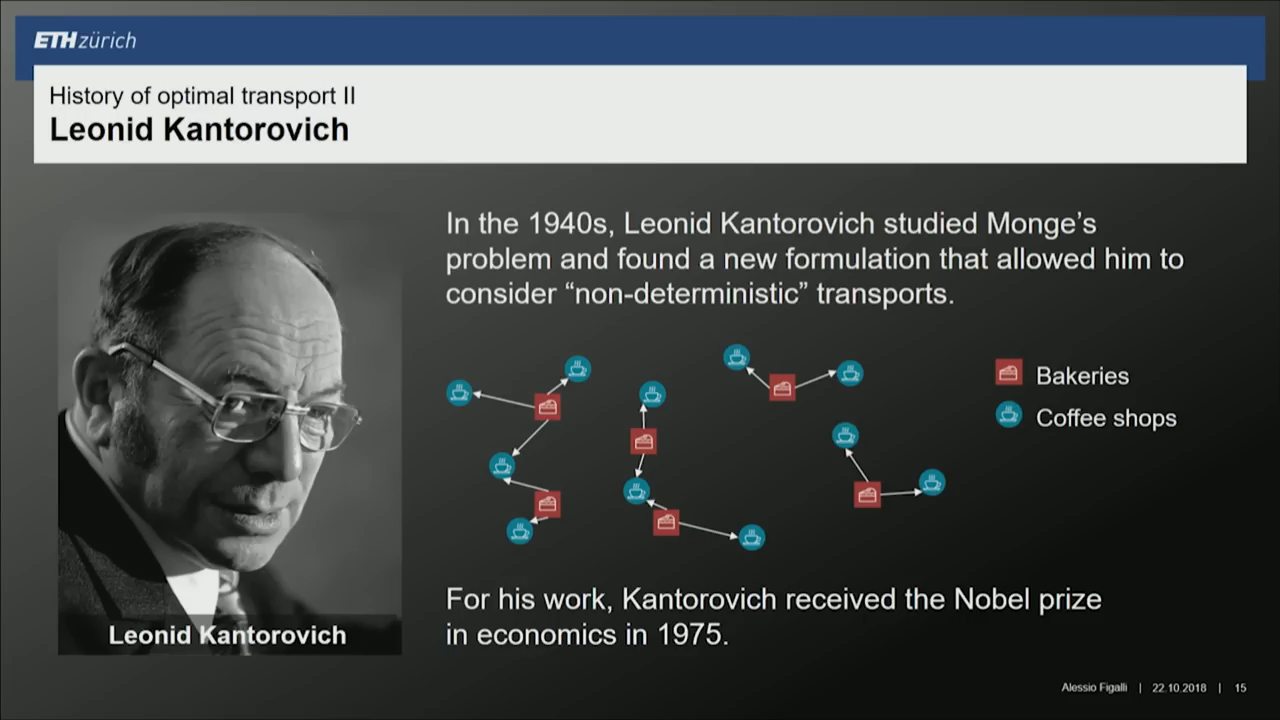 ETH zürich
History of optimal transport II
Leonid Kantorovich
In the 1940s, Leonid Kantorovich studied Monge’s
problem and found a new formulation that allowed him to
consider “non-deterministic” transports.
Bakeries
Coffee shops
For his work, Kantorovich received the Nobel prize
in economics in 1975.
Leonid Kantorovich
Alessio Figalli | 22.10.2018 | 15